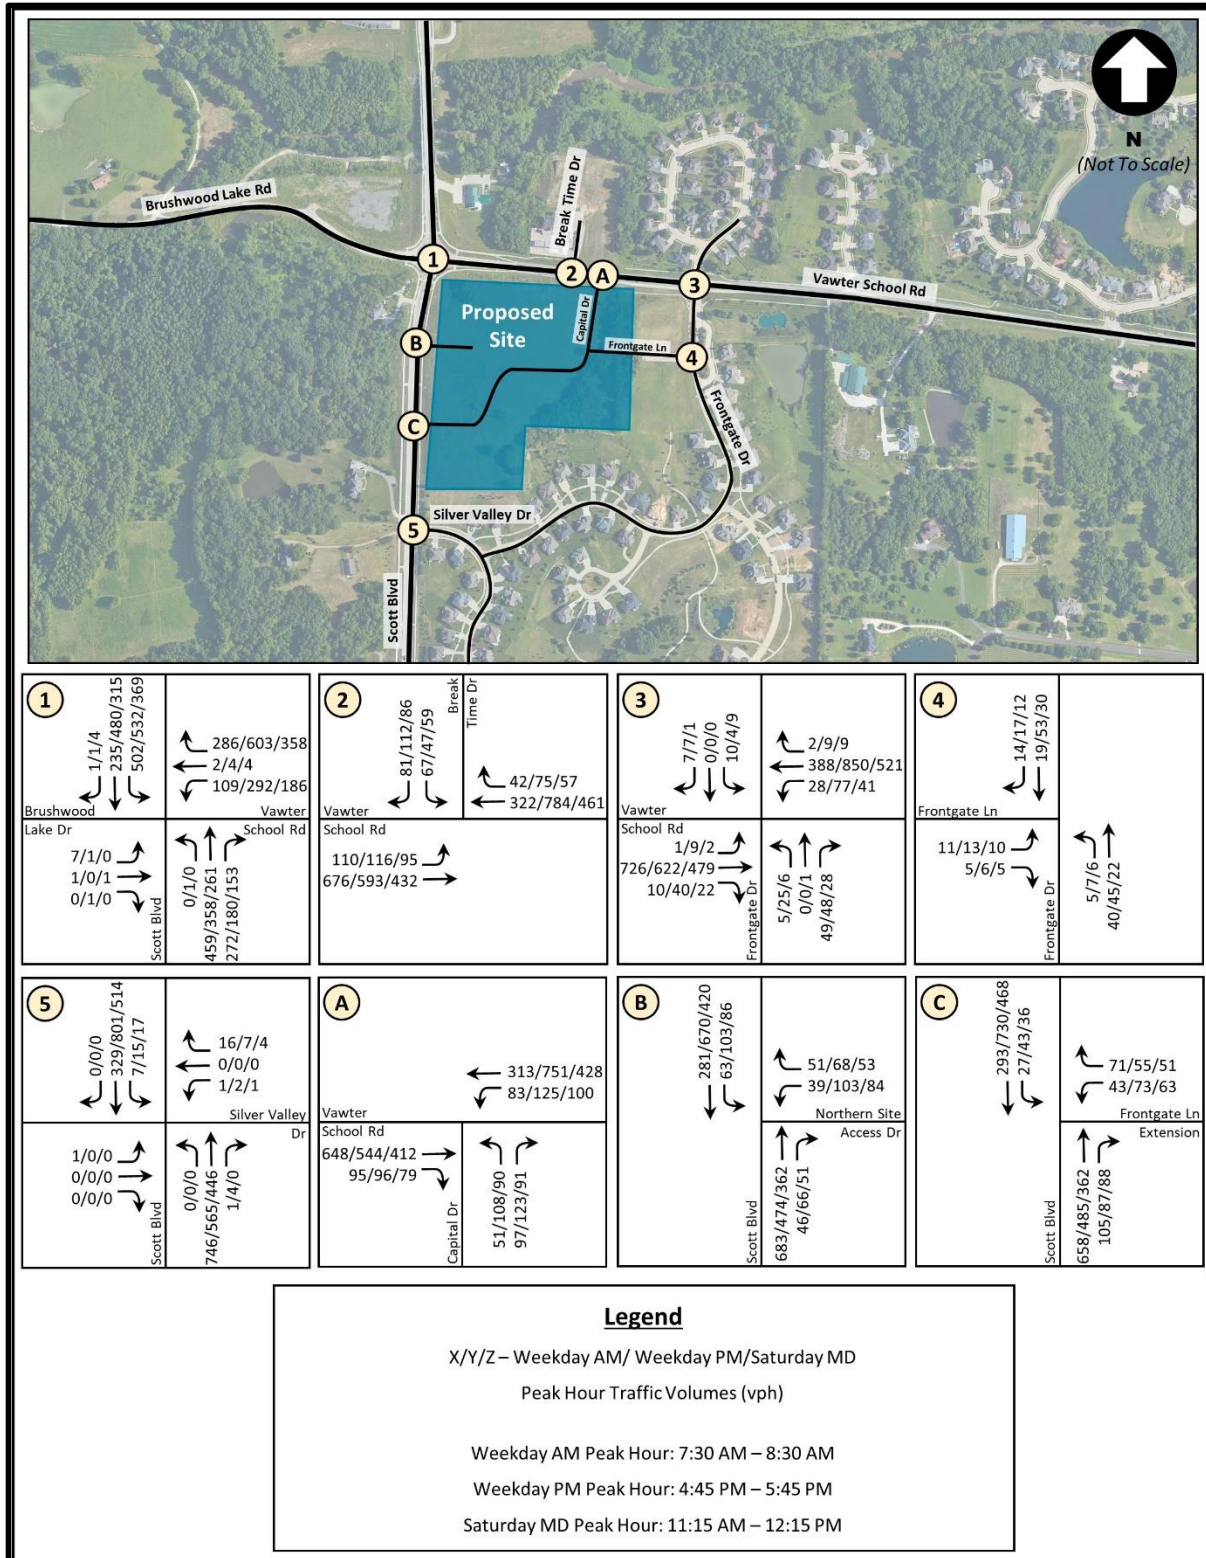 N
(Not To Scale)
Brushwood Lake Rd
Break Time Dr
1
2
A
3
Vawter School Rd
Proposed
Site
Capital Dr
B
Frontgate Ln
4
C
Frontgate Dr
Silver Valley Dr
5
Scott Blvd
1
1/1/4
235/480/315
502/532/369
286/603/358
2/4/4
109/292/186
Brushwood
Vawter
Lake Dr
School Rd
7/1/0
1/0/1
0/1/0
Scott Blvd
0/1/0
459/358/261
272/180/153
2
81/112/86
67/47/59
Break
Time Dr
42/75/57
322/784/461
Vawter
School Rd
110/116/95
676/593/432
3
7/7/1
0/0/0
10/4/9
2/9/9
388/850/521
28/77/41
Vawter
School Rd
1/9/2
726/622/479
10/40/22
Frontgate Dr
5/25/6
0/0/1
49/48/28
4
14/17/12
19/53/30
Frontgate Ln
11/13/10
5/6/5
Frontgate Dr
5/7/6
40/45/22
5
0/0/0
329/801/514
7/15/17
16/7/4
0/0/0
1/2/1
Silver Valley
Dr
1/0/0
0/0/0
0/0/0
Scott Blvd
0/0/0
746/565/446
1/4/0
A
313/751/428
83/125/100
Vawter
School Rd
648/544/412
95/96/79
Capital Dr
51/108/90
97/123/91
B
281/670/420
63/103/86
51/68/53
39/103/84
Northern Site
Access Dr
Scott Blvd
683/474/362
46/66/51
C
293/730/468
27/43/36
71/55/51
43/73/63
Frontgate Ln
Extension
Scott Blvd
658/485/362
105/87/88
Legend
X/Y/Z – Weekday AM/ Weekday PM/Saturday MD
Peak Hour Traffic Volumes (vph)
Weekday AM Peak Hour: 7:30 AM – 8:30 AM
Weekday PM Peak Hour: 4:45 PM – 5:45 PM
Saturday MD Peak Hour: 11:15 AM – 12:15 PM